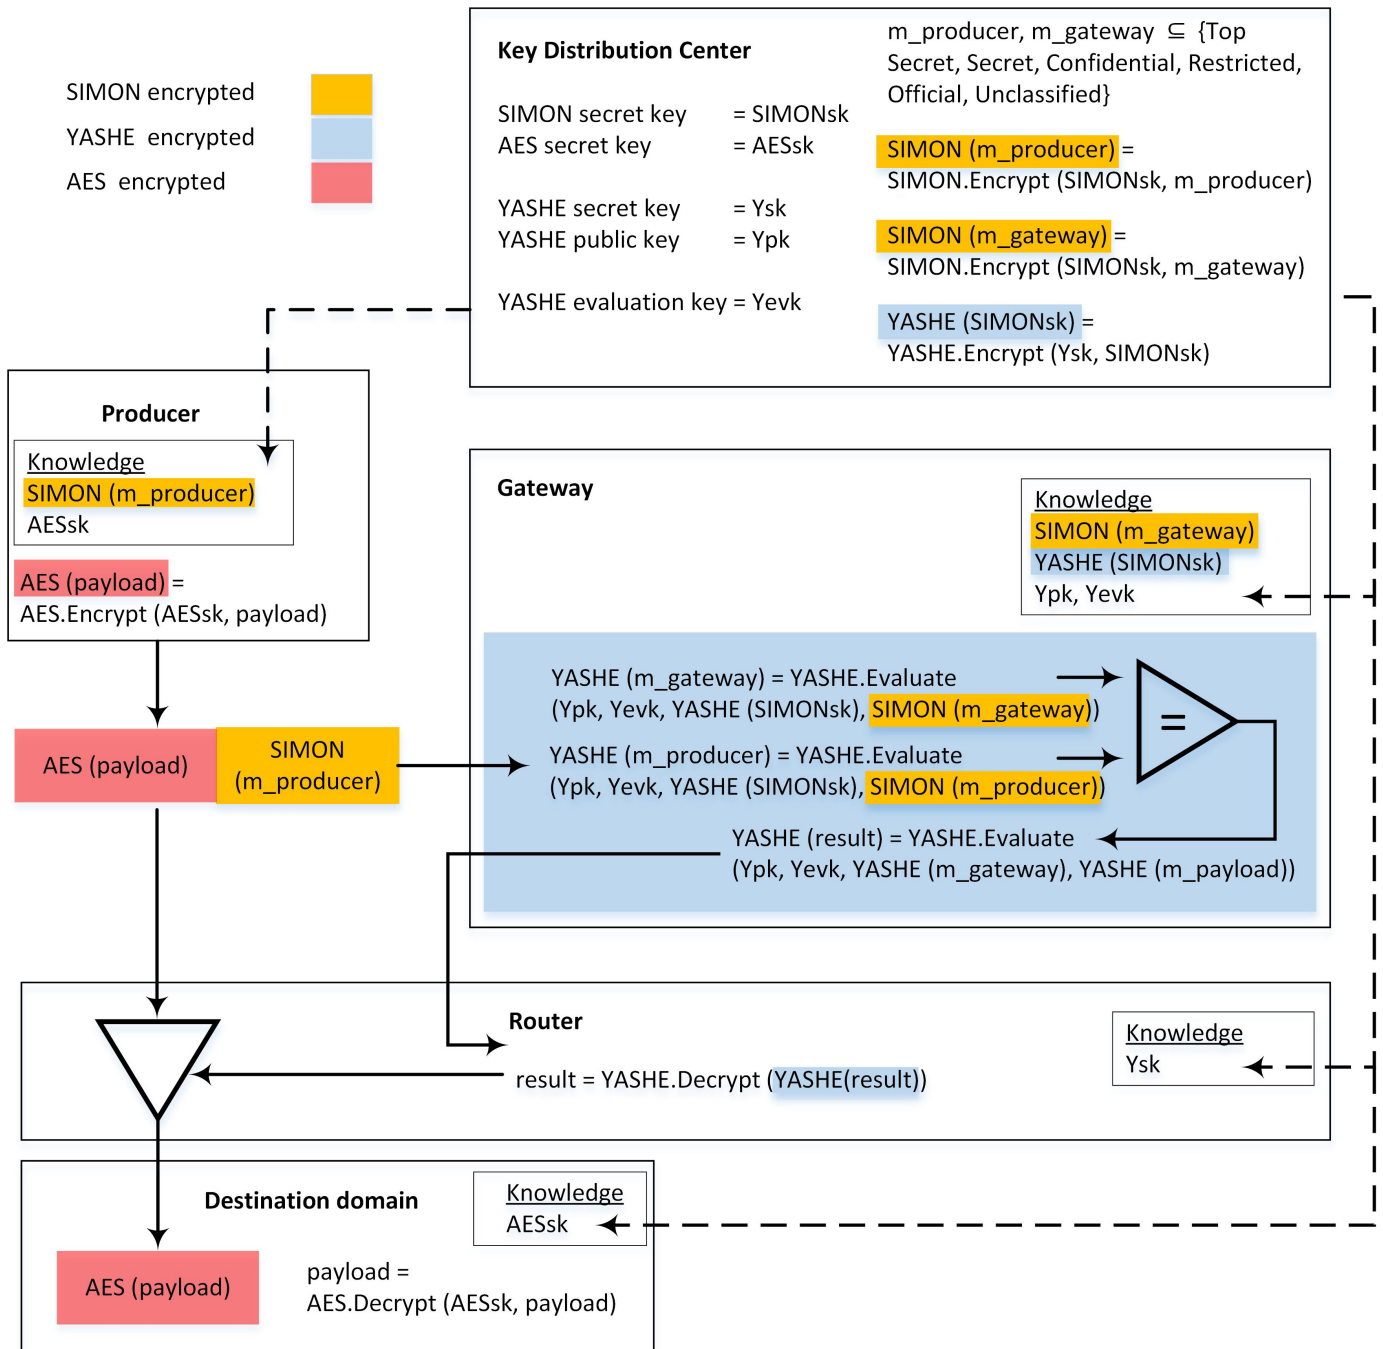 SIMON encrypted
YASHE encrypted
AES encrypted
Key Distribution Center
SIMON secret key = SIMONsk
AES secret key = AESsk
YASHE secret key = Ysk
YASHE public key = Ypk
YASHE evaluation key = Yevk
m_producer, m_gateway ⊆ {Top
Secret, Secret, Confidential, Restricted,
Official, Unclassified}
SIMON (m_producer) =
SIMON.Encrypt (SIMONsk, m_producer)
SIMON (m_gateway) =
SIMON.Encrypt (SIMONsk, m_gateway)
YASHE (SIMONsk) =
YASHE.Encrypt (Ysk, SIMONsk)
Producer
Knowledge
SIMON (m_producer)
AESsk
AES (payload) =
AES.Encrypt (AESsk, payload)
AES (payload)
SIMON
(m_producer)
Gateway
Knowledge
SIMON (m_gateway)
YASHE (SIMONsk)
Ypk, Yevk
YASHE (m_gateway) = YASHE.Evaluate
(Ypk, Yevk, YASHE (SIMONsk), SIMON (m_gateway))
YASHE (m_producer) = YASHE.Evaluate
(Ypk, Yevk, YASHE (SIMONsk), SIMON (m_producer))
=
YASHE (result) = YASHE.Evaluate
(Ypk, Yevk, YASHE (m_gateway), YASHE (m_payload))
Router
result = YASHE.Decrypt (YASHE(result))
Knowledge
Ysk
Destination domain
Knowledge
AESsk
AES (payload)
payload =
AES.Decrypt (AESsk, payload)